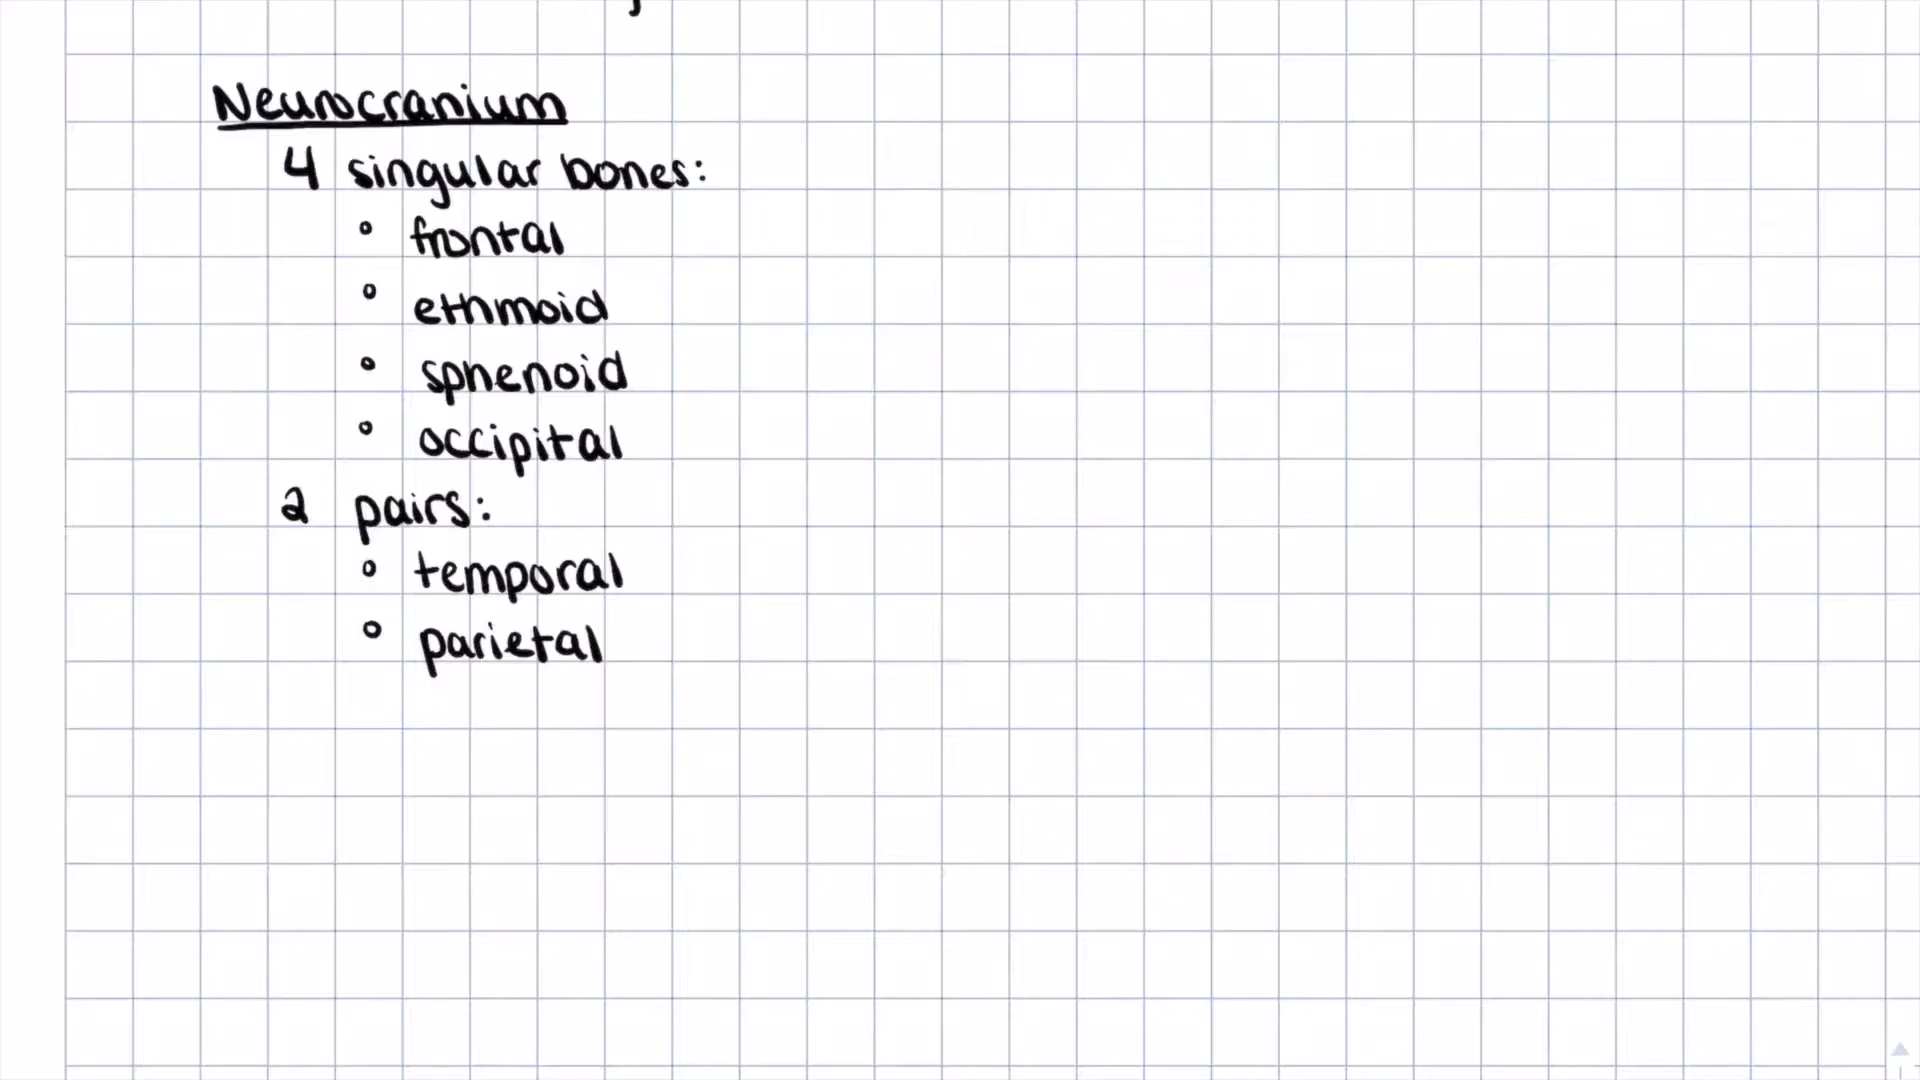 Neurocranium
4 singular bones:
° frontal
° ethmoid
° sphenoid
° occipital
2 pairs:
° temporal
° parietal